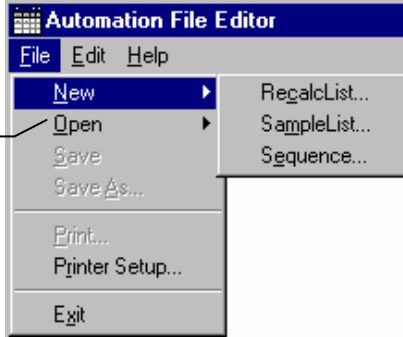 Automation File Editor
File Edit Help
New RecalcList...
Open SampleList...
Save Sequence...
Save As...
Print...
Printer Setup...
Exit